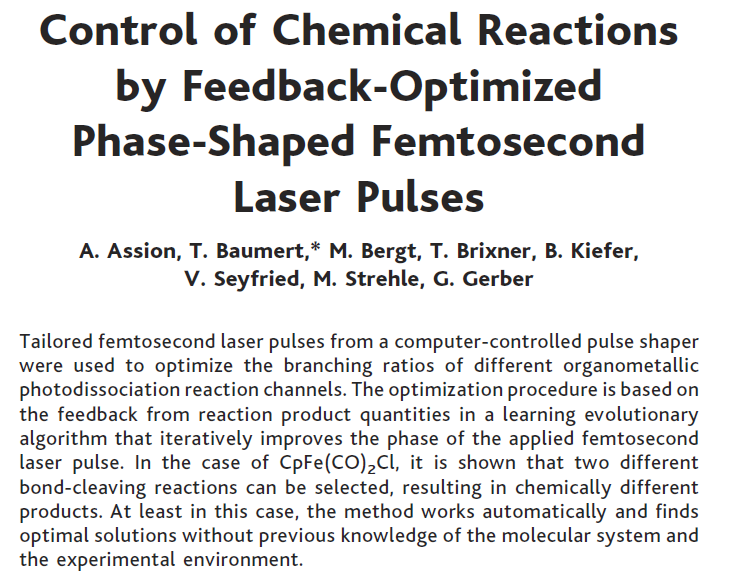 Control of Chemical Reactions
by Feedback-Optimized
Phase-Shaped Femtosecond
Laser Pulses
A. Assion, T. Baumert,* M. Bergt, T. Brixner, B. Kiefer,
V. Seyfried, M. Strehle, G. Gerber
Tailored femtosecond laser pulses from a computer-controlled pulse shaper
were used to optimize the branching ratios of different organometallic
photodissociation reaction channels. The optimization procedure is based on
the feedback from reaction product quantities in a learning evolutionary
algorithm that iteratively improves the phase of the applied femtosecond
laser pulse. In the case of CpFe(CO)₂Cl, it is shown that two different
bond-cleaving reactions can be selected, resulting in chemically different
products. At least in this case, the method works automatically and finds
optimal solutions without previous knowledge of the molecular system and
the experimental environment.